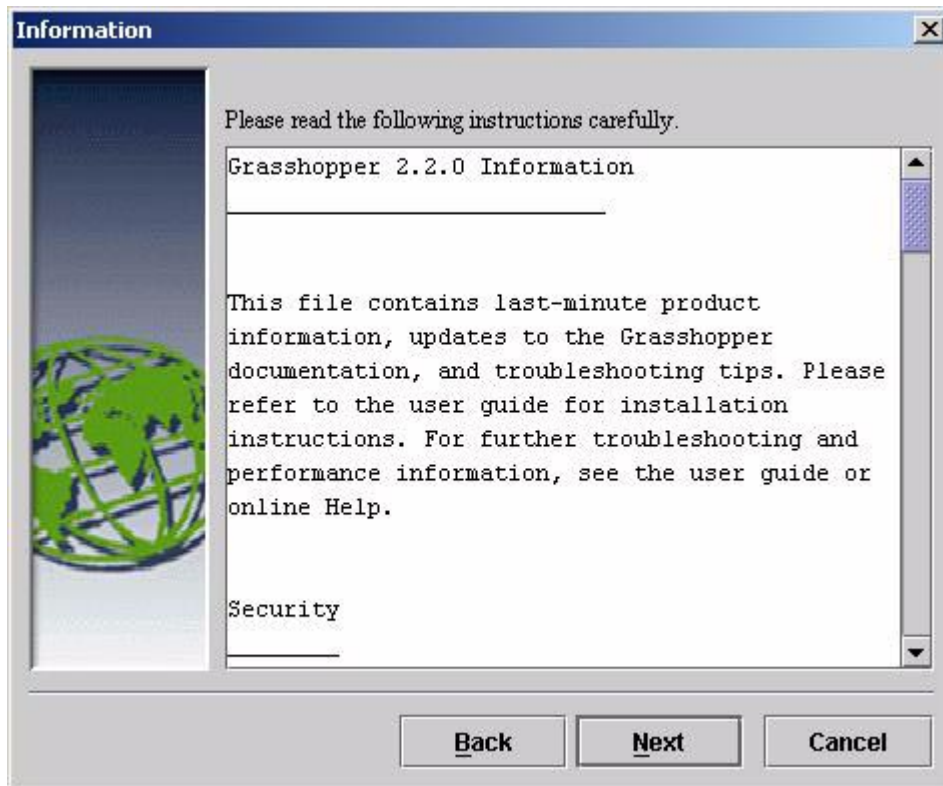 Information
Please read the following instructions carefully.
Grasshopper 2.2.0 Information
This file contains last-minute product
information, updates to the Grasshopper
documentation, and troubleshooting tips. Please
refer to the user guide for installation
instructions. For further troubleshooting and
performance information, see the user guide or
online Help.
Security
Back Next Cancel